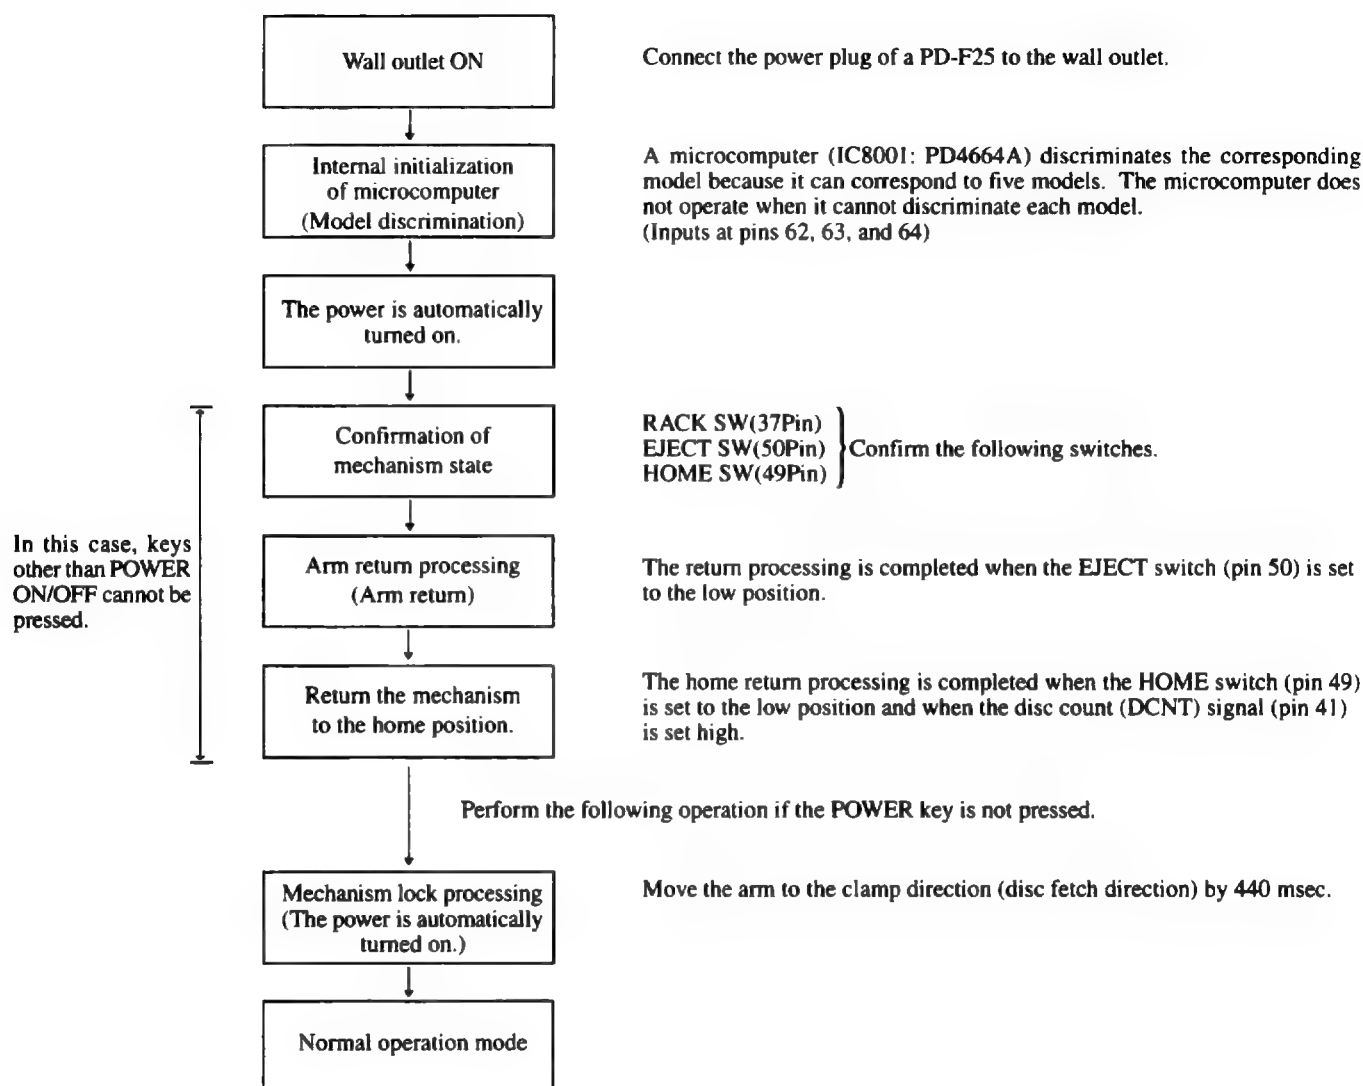 Wall outlet ON
Connect the power plug of a PD-F25 to the wall outlet.
Internal initialization
of microcomputer
(Model discrimination)
A microcomputer (IC8001: PD4664A) discriminates the corresponding
model because it can correspond to five models. The microcomputer does
not operate when it cannot discriminate each model.
(Inputs at pins 62, 63, and 64)
The power is automatically
turned on.
Confirmation of
mechanism state
RACK SW(37Pin)
EJECT SW(50Pin)
HOME SW(49Pin)
Confirm the following switches.
In this case, keys
other than POWER
ON/OFF cannot be
pressed.
Arm return processing
(Arm return)
The return processing is completed when the EJECT switch (pin 50) is set
to the low position.
Return the mechanism
to the home position.
The home return processing is completed when the HOME switch (pin 49)
is set to the low position and when the disc count (DCNT) signal (pin 41)
is set high.
Perform the following operation if the POWER key is not pressed.
Mechanism lock processing
(The power is automatically
turned on.)
Move the arm to the clamp direction (disc fetch direction) by 440 msec.
Normal operation mode